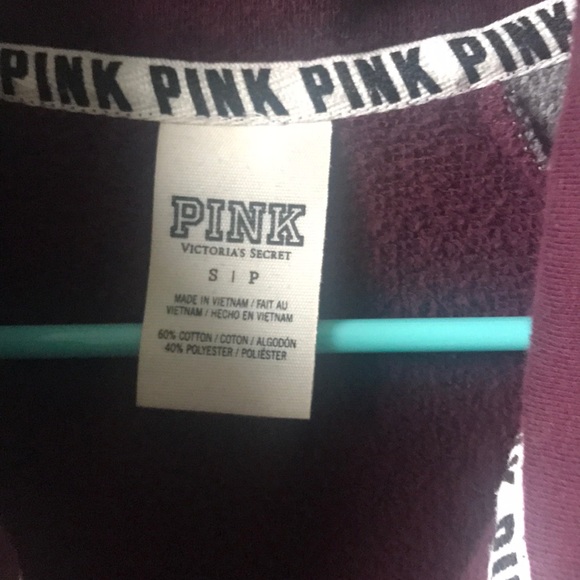 PINK PINK PINK PINK
PINK
VICTORIA'S SECRET
S | P
MADE IN VIETNAM / FAIT AU
VIETNAM / HECHO EN VIETNAM
60% COTTON / COTON / ALGODÓN
40% POLYESTER / POLIÉSTER